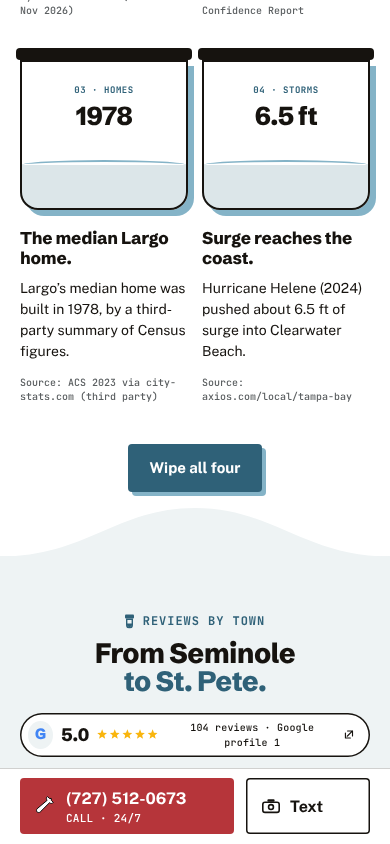 Nov 2026)
Confidence Report
03 · HOMES
1978
The median Largo
home.
Largo's median home was
built in 1978, by a third-
party summary of Census
figures.
Source: ACS 2023 via city-
stats.com (third party)
04 · STORMS
6.5 ft
Surge reaches the
coast.
Hurricane Helene (2024)
pushed about 6.5 ft of
surge into Clearwater
Beach.
Source:
axios.com/local/tampa-bay
Wipe all four
REVIEWS BY TOWN
From Seminole
to St. Pete.
G 5.0 ★★★★★ 104 reviews · Google
profile 1
(727) 512-0673
CALL · 24/7
Text